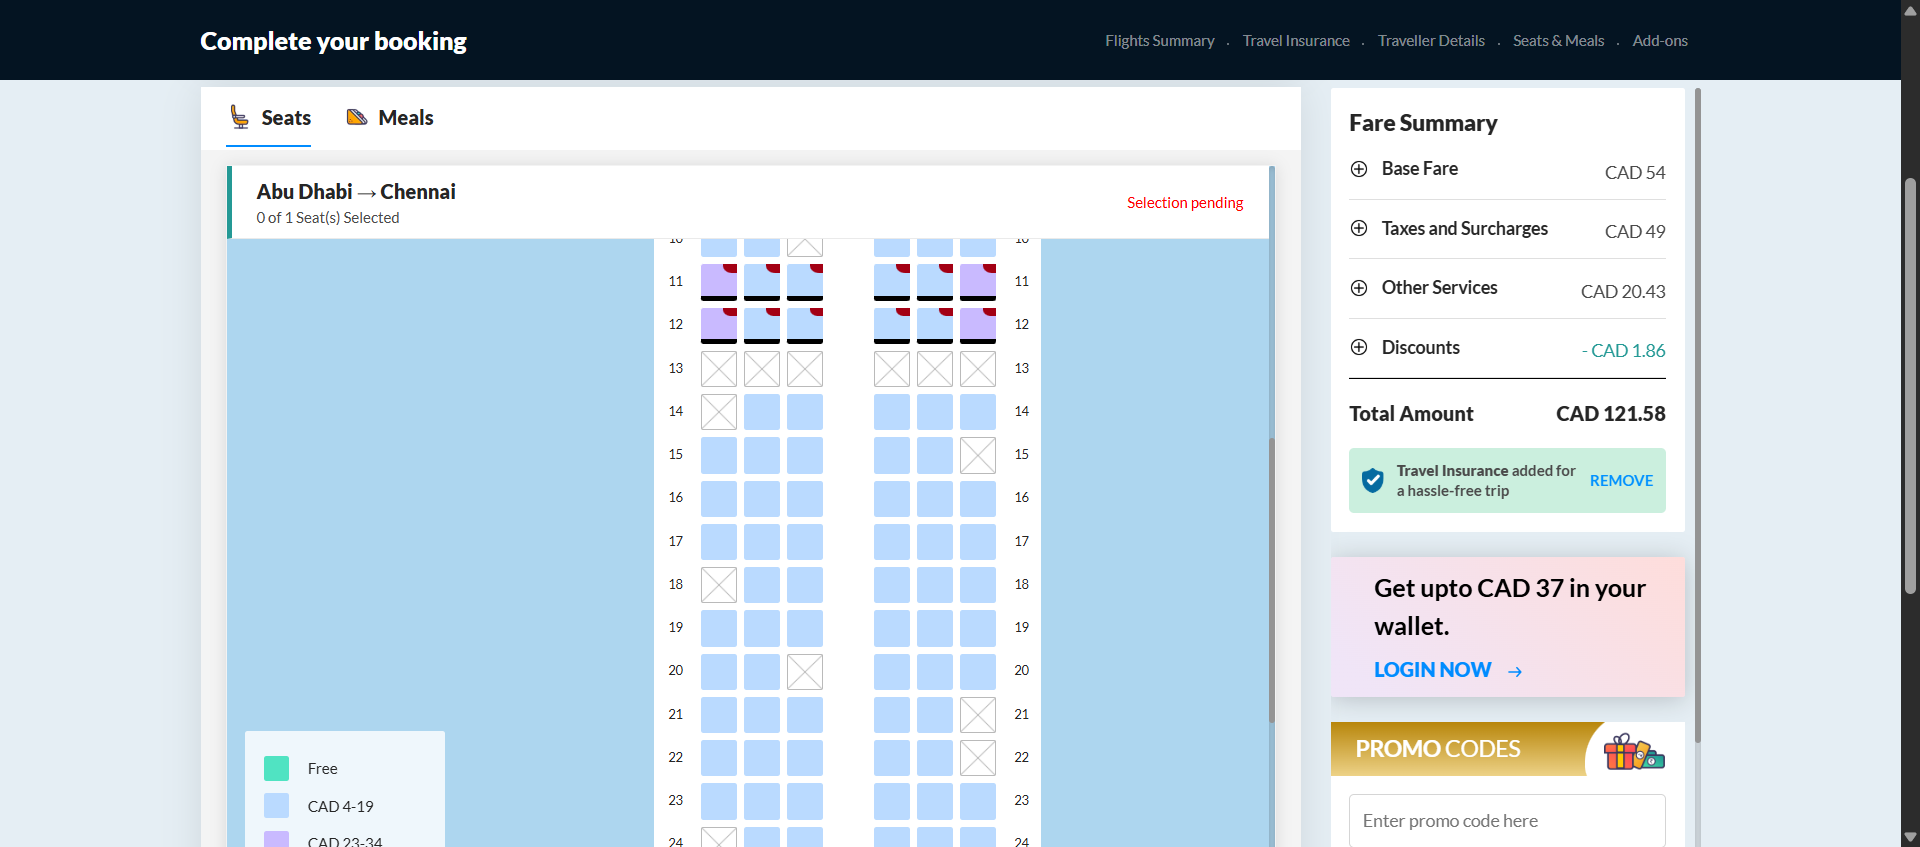 Complete your booking
Flights Summary . Travel Insurance . Traveller Details . Seats & Meals . Add-ons
Seats
Meals
Abu Dhabi → Chennai
0 of 1 Seat(s) Selected
Selection pending
10 10
11 11
12 12
13 13
14 14
15 15
16 16
17 17
18 18
19 19
20 20
21 21
22 22
23 23
24 24
Free
CAD 4-19
CAD 23-34
Fare Summary
Base Fare CAD 54
Taxes and Surcharges CAD 49
Other Services CAD 20.43
Discounts - CAD 1.86
Total Amount CAD 121.58
Travel Insurance added for
a hassle-free trip
REMOVE
Get upto CAD 37 in your
wallet.
LOGIN NOW →
PROMO CODES
Enter promo code here